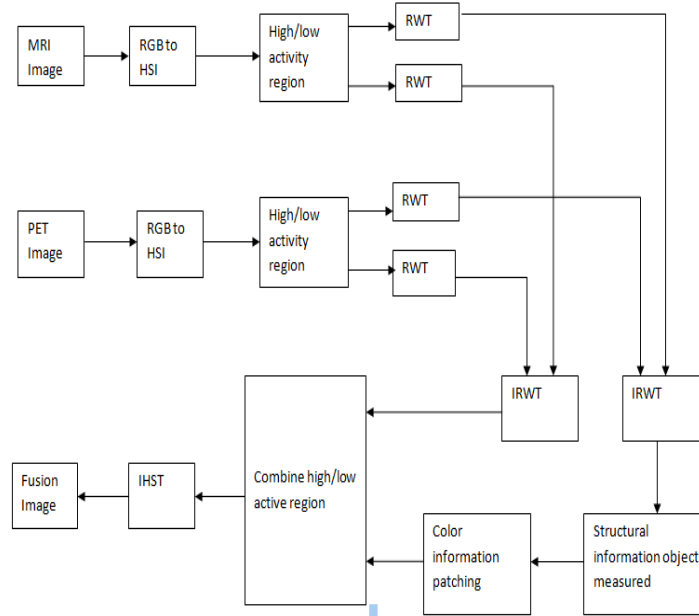 MRI
Image
RGB to
HSI
High/low
activity
region
RWT
RWT
PET
Image
RGB to
HSI
High/low
activity
region
RWT
RWT
IRWT
IRWT
Fusion
Image
IHST
Combine high/low
active region
Color
information
patching
Structural
information object
measured